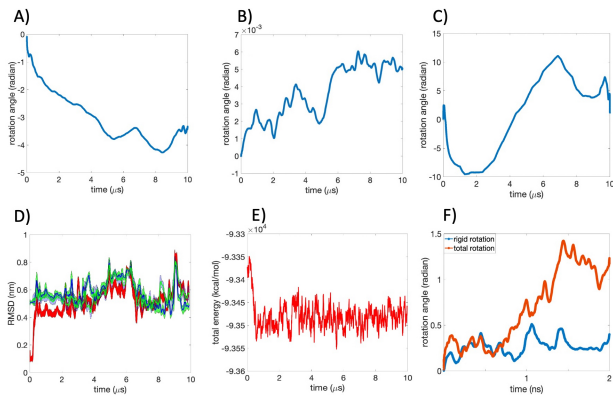 A)
rotation angle (radian)
0
-1
-2
-3
-4
-5
0 2 4 6 8 10
time (μs)
B)
×10⁻³
rotation angle (radian)
7
6
5
4
3
2
1
0
0 2 4 6 8 10
time (μs)
C)
rotation angle (radian)
15
10
5
0
-5
-10
0 2 4 6 8 10
time (μs)
D)
RMSD (nm)
1
0.8
0.6
0.4
0.2
0
0 2 4 6 8 10
time (μs)
E)
×10⁴
total energy (kcal/mol)
-9.33
-9.335
-9.34
-9.345
-9.35
-9.355
-9.36
0 2 4 6 8 10
time (μs)
F)
rigid rotation
total rotation
rotation angle (radian)
1.5
1
0.5
0
0 1 2
time (ns)